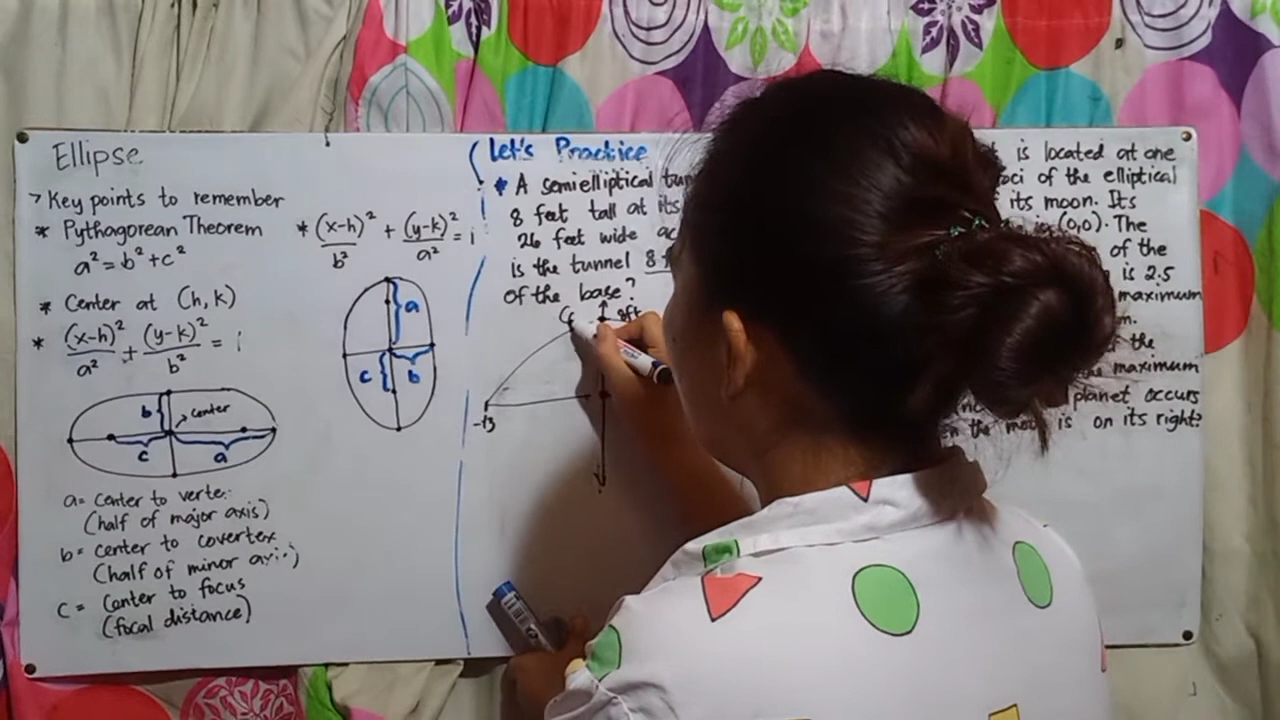 Ellipse
> Key points to remember
* Pythagorean Theorem
a² = b² + c²
* Center at (h, k)
* (x-h)²/a² + (y-k)²/b² = 1
b
center
c
a
a = center to verte
(half of major axis)
b = center to covertex
(half of minor axis)
c = center to focus
(focal distance)
* (x-h)²/b² + (y-k)²/a² = 1
a
c
b
Let's Practice
* A semielliptical
8 feet tall at its
26 feet wide
is the tunnel 8
of the base?
8ft
-13
is located at one
of the elliptical
its moon. Its
(0,0). The
of the
is 2.5
maximum
the
maximum
planet occurs
the moon is on its right?